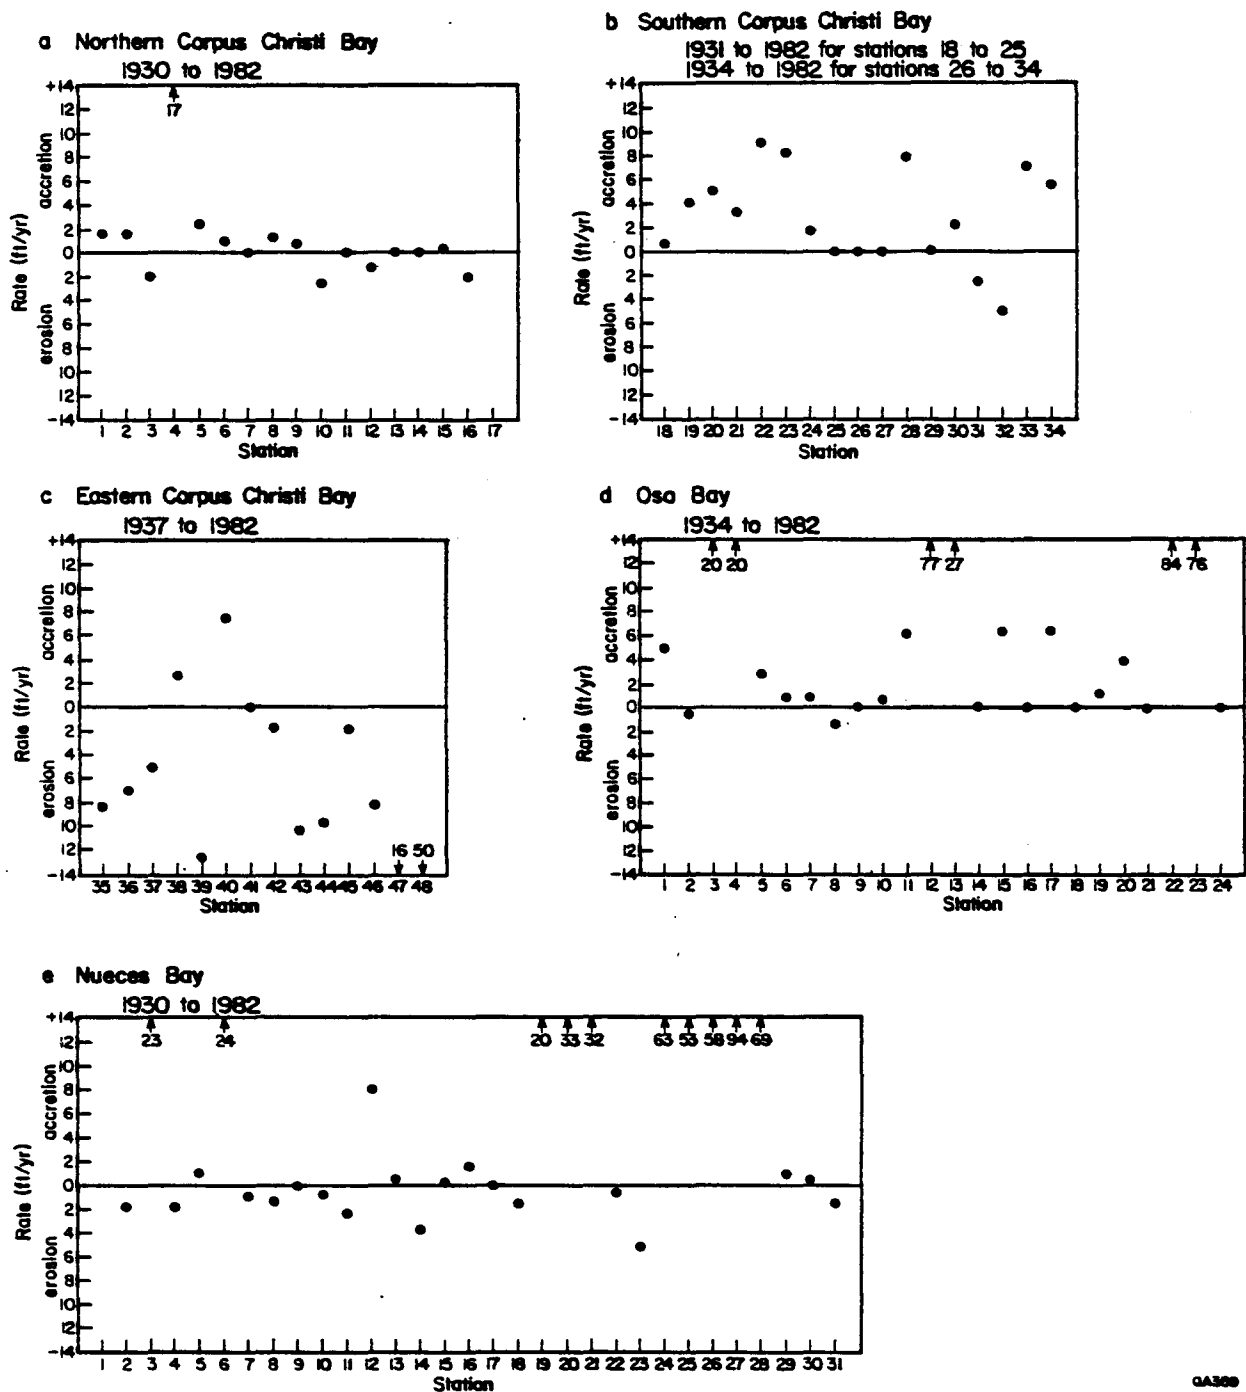 a Northern Corpus Christi Bay
1930 to 1982
+14
12
10
8
6
4
2
0
2
4
6
8
10
12
-14
accretion
Rate (ft/yr)
erosion
17
1 2 3 4 5 6 7 8 9 10 11 12 13 14 15 16 17
Station
b Southern Corpus Christi Bay
1931 to 1982 for stations 18 to 25
1934 to 1982 for stations 26 to 34
+14
12
10
8
6
4
2
0
2
4
6
8
10
12
-14
accretion
Rate (ft/yr)
erosion
18 19 20 21 22 23 24 25 26 27 28 29 30 31 32 33 34
Station
c Eastern Corpus Christi Bay
1937 to 1982
+14
12
10
8
6
4
2
0
2
4
6
8
10
12
-14
accretion
Rate (ft/yr)
erosion
16 50
35 36 37 38 39 40 41 42 43 44 45 46 47 48
Station
d Oso Bay
1934 to 1982
+14
12
10
8
6
4
2
0
2
4
6
8
10
12
-14
accretion
Rate (ft/yr)
erosion
20 20 77 27 84 76
1 2 3 4 5 6 7 8 9 10 11 12 13 14 15 16 17 18 19 20 21 22 23 24
Station
e Nueces Bay
1930 to 1982
+14
12
10
8
6
4
2
0
2
4
6
8
10
12
-14
accretion
Rate (ft/yr)
erosion
23 24 20 33 32 63 53 58 94 69
1 2 3 4 5 6 7 8 9 10 11 12 13 14 15 16 17 18 19 20 21 22 23 24 25 26 27 28 29 30 31
Station